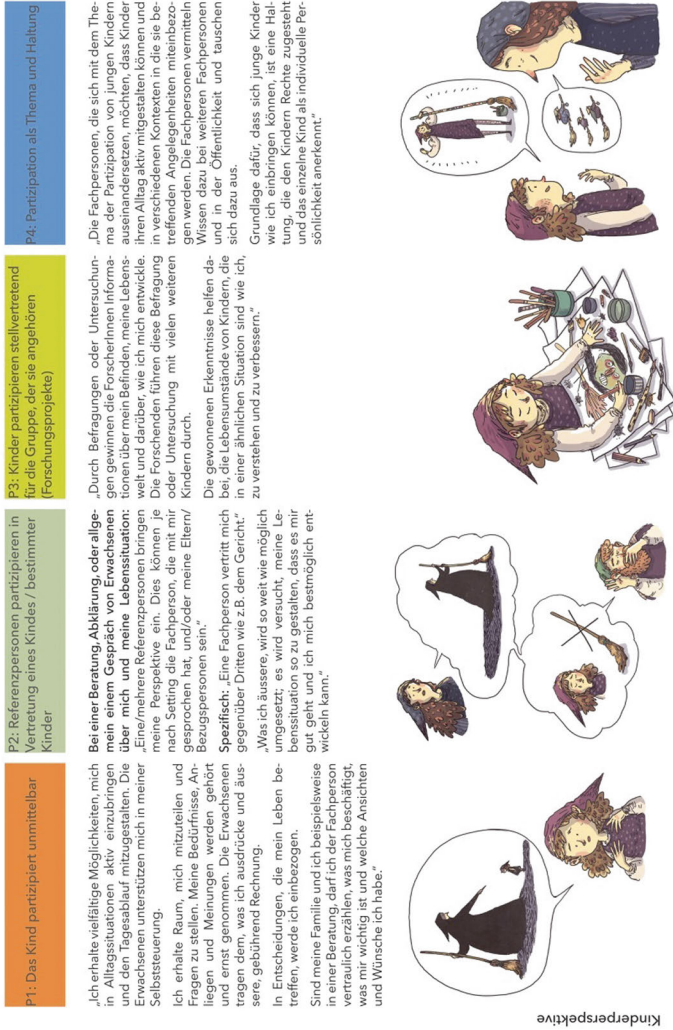 Kinderperspektive
P1: Das Kind partizipiert unmittelbar
„Ich erhalte vielfältige Möglichkeiten, mich
in Alltagssituationen aktiv einzubringen
und den Tagesablauf mitzugestalten. Die
Erwachsenen unterstützen mich in meiner
Selbststeuerung.
Ich erhalte Raum, mich mitzuteilen und
Fragen zu stellen. Meine Bedürfnisse, An-
liegen und Meinungen werden gehört
und ernst genommen. Die Erwachsenen
tragen dem, was ich ausdrücke und äus-
sere, gebührend Rechnung.
In Entscheidungen, die mein Leben be-
treffen, werde ich einbezogen.
Sind meine Familie und ich beispielsweise
in einer Beratung, darf ich der Fachperson
vertraulich erzählen, was mich beschäftigt,
was mir wichtig ist und welche Ansichten
und Wünsche ich habe.“
P2: Referenzpersonen partizipieren in
Vertretung eines Kindes / bestimmter
Kinder
Bei einer Beratung, Abklärung, oder allge-
mein einem Gespräch von Erwachsenen
über mich und meine Lebenssituation:
„Eine/mehrere Referenzpersonen bringen
meine Perspektive ein. Dies können je
nach Setting die Fachperson, die mit mir
gesprochen hat, und/oder meine Eltern/
Bezugspersonen sein.“
Spezifisch: „Eine Fachperson vertritt mich
gegenüber Dritten wie z.B. dem Gericht.“
„Was ich äussere, wird so weit wie möglich
umgesetzt; es wird versucht, meine Le-
benssituation so zu gestalten, dass es mir
gut geht und ich mich bestmöglich ent-
wickeln kann.“
P3: Kinder partizipieren stellvertretend
für die Gruppe, der sie angehören
(Forschungsprojekte)
„Durch Befragungen oder Untersuchun-
gen gewinnen die ForscherInnen Informa-
tionen über mein Befinden, meine Lebens-
welt und darüber, wie ich mich entwickle.
Die Forschenden führen diese Befragung
oder Untersuchung mit vielen weiteren
Kindern durch.
Die gewonnenen Erkenntnisse helfen da-
bei, die Lebensumstände von Kindern, die
in einer ähnlichen Situation sind wie ich,
zu verstehen und zu verbessern.“
P4: Partizipation als Thema und Haltung
„Die Fachpersonen, die sich mit dem The-
ma der Partizipation von jungen Kindern
auseinandersetzen, möchten, dass Kinder
ihren Alltag aktiv mitgestalten können und
in verschiedenen Kontexten in die sie be-
treffenden Angelegenheiten miteinbezo-
gen werden. Die Fachpersonen vermitteln
Wissen dazu bei weiteren Fachpersonen
und in der Öffentlichkeit und tauschen
sich dazu aus.
Grundlage dafür, dass sich junge Kinder
wie ich einbringen können, ist eine Hal-
tung, die den Kindern Rechte zugesteht
und das einzelne Kind als individuelle Per-
sönlichkeit anerkennt.“